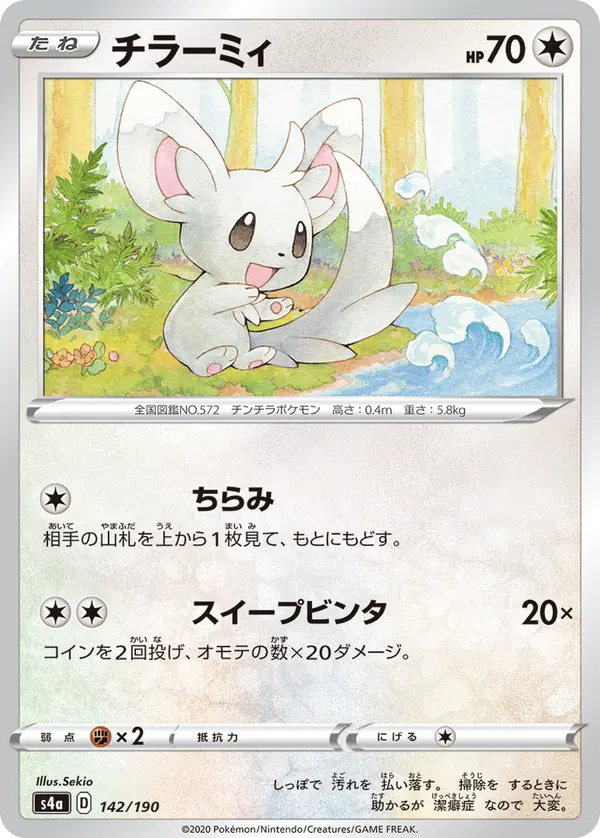 たね チラーミィ HP70
全国図鑑NO.572 チンチラポケモン 高さ:0.4m 重さ:5.8kg
ちらみ
相手の山札を上から1枚見て、もとにもどす。
スイープビンタ 20×
コインを2回投げ、オモテの数×20ダメージ。
弱点 ×2 抵抗力 にげる
Illus.Sekio
s4a D 142/190
しっぽで 汚れを 払い落す。 掃除を するときに
助かるが 潔癖症 なので 大変。
©2020 Pokémon/Nintendo/Creatures/GAME FREAK.